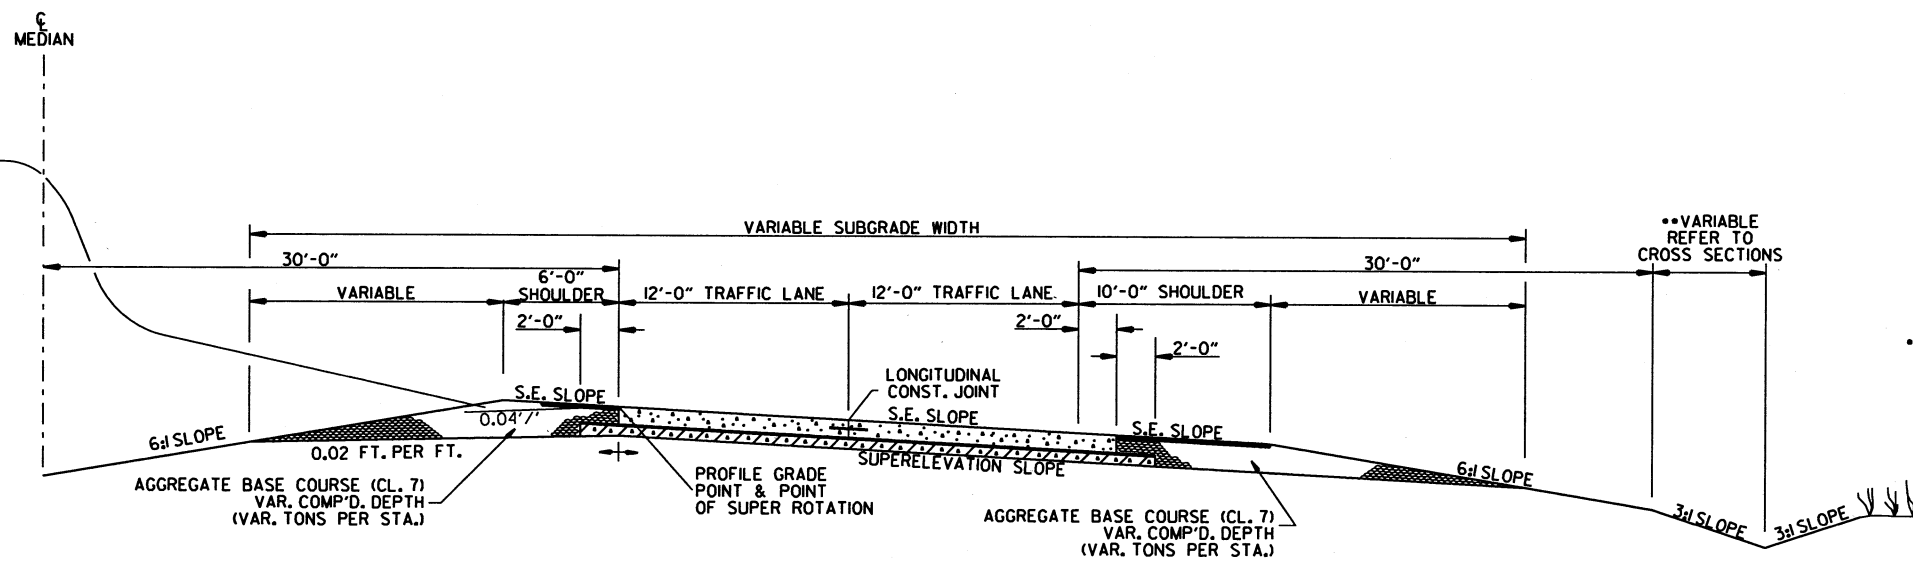 ℄
MEDIAN
VARIABLE SUBGRADE WIDTH
••VARIABLE
REFER TO
CROSS SECTIONS
30'-0"
30'-0"
6'-0"
SHOULDER
VARIABLE
12'-0" TRAFFIC LANE
12'-0" TRAFFIC LANE
10'-0" SHOULDER
VARIABLE
2'-0"
2'-0"
2'-0"
LONGITUDINAL
CONST. JOINT
S.E. SLOPE
S.E. SLOPE
S.E. SLOPE
0.04'/'
6:1 SLOPE
0.02 FT. PER FT.
SUPERELEVATION SLOPE
6:1 SLOPE
AGGREGATE BASE COURSE (CL. 7)
VAR. COMP'D. DEPTH
(VAR. TONS PER STA.)
PROFILE GRADE
POINT & POINT
OF SUPER ROTATION
AGGREGATE BASE COURSE (CL. 7)
VAR. COMP'D. DEPTH
(VAR. TONS PER STA.)
3:1 SLOPE
3:1 SLOPE